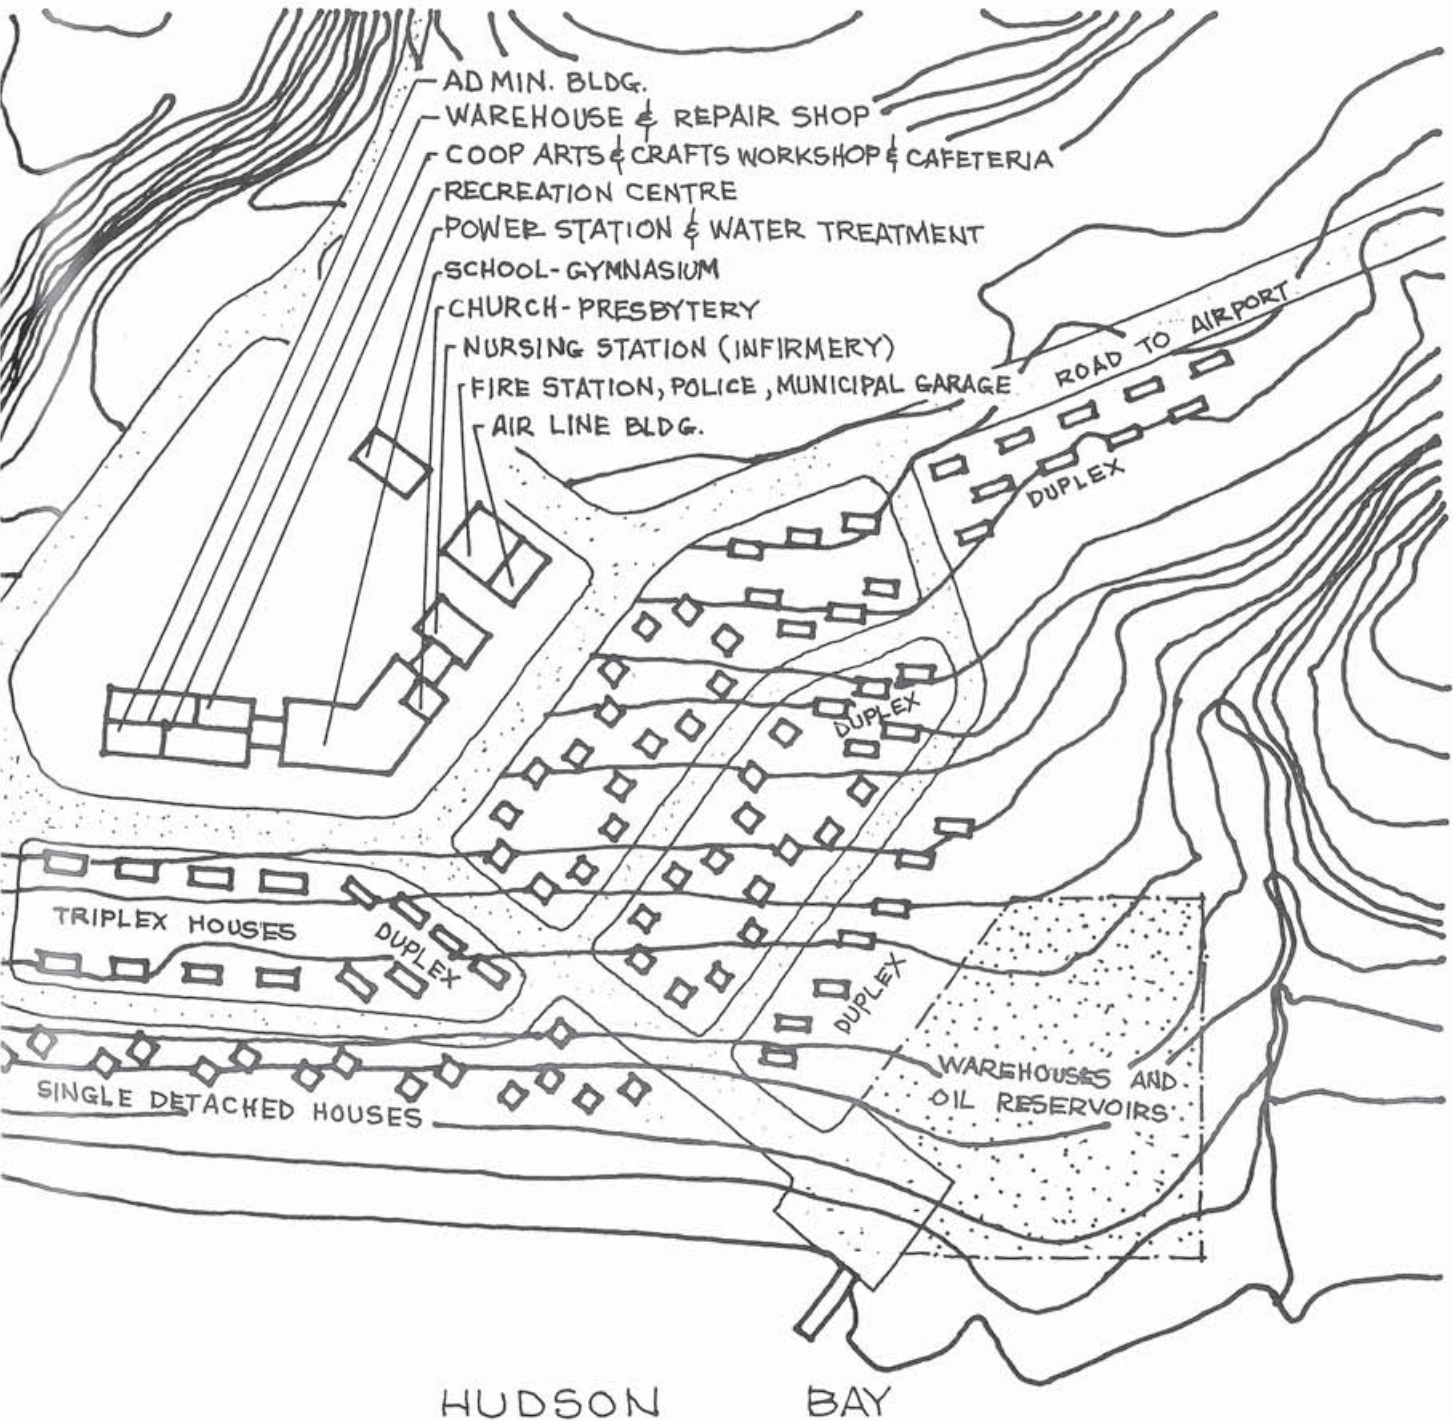 ADMIN. BLDG.
WAREHOUSE & REPAIR SHOP
COOP ARTS & CRAFTS WORKSHOP & CAFETERIA
RECREATION CENTRE
POWER STATION & WATER TREATMENT
SCHOOL-GYMNASIUM
CHURCH-PRESBYTERY
NURSING STATION (INFIRMERY)
FIRE STATION, POLICE, MUNICIPAL GARAGE
AIR LINE BLDG.
ROAD TO AIRPORT
DUPLEX
DUPLEX
TRIPLEX HOUSES
DUPLEX
DUPLEX
WAREHOUSES AND
OIL RESERVOIRS
SINGLE DETACHED HOUSES
HUDSON BAY